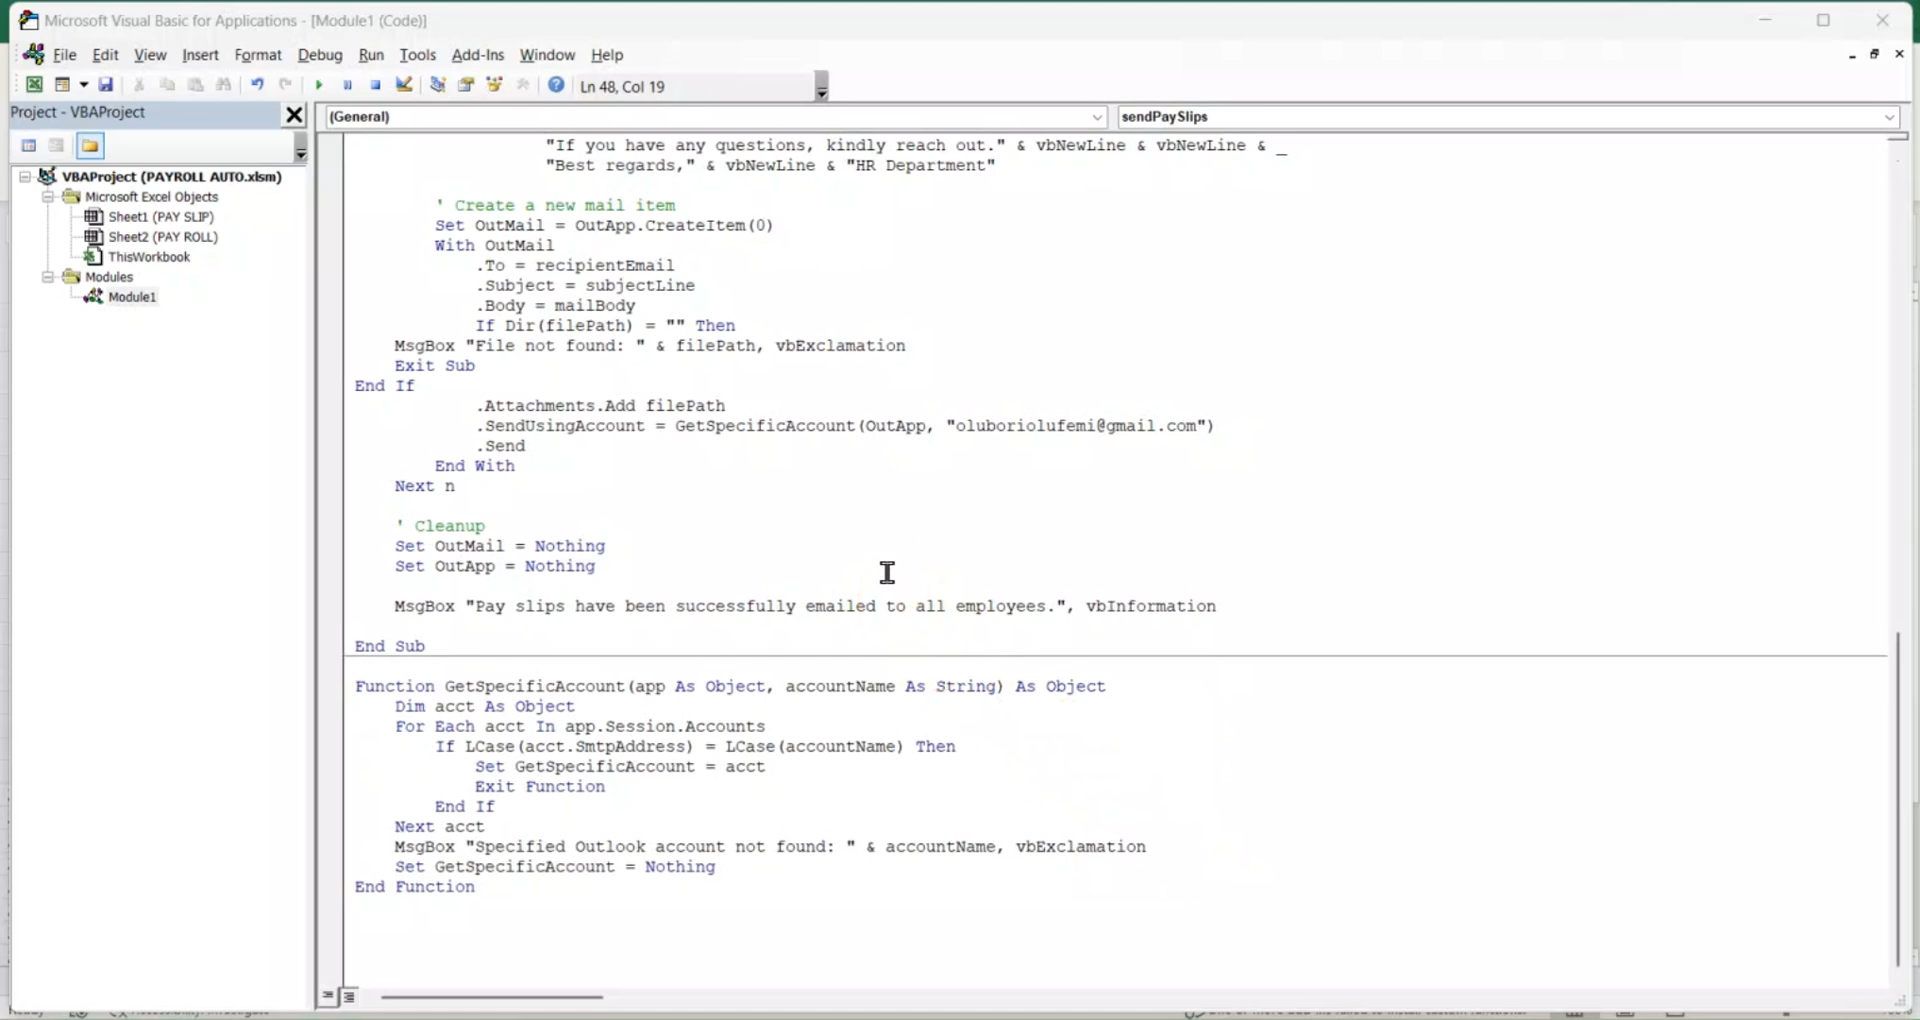 Microsoft Visual Basic for Applications - [Module1 (Code)]
File Edit View Insert Format Debug Run Tools Add-Ins Window Help
Ln 48, Col 19
Project - VBAProject
(General)
sendPaySlips
VBAProject (PAYROLL AUTO.xlsm)
Microsoft Excel Objects
Sheet1 (PAY SLIP)
Sheet2 (PAY ROLL)
ThisWorkbook
Modules
Module1
"If you have any questions, kindly reach out." & vbNewLine & vbNewLine & _
"Best regards," & vbNewLine & "HR Department"
' Create a new mail item
Set OutMail = OutApp.CreateItem(0)
With OutMail
.To = recipientEmail
.Subject = subjectLine
.Body = mailBody
If Dir(filePath) = "" Then
MsgBox "File not found: " & filePath, vbExclamation
Exit Sub
End If
.Attachments.Add filePath
.SendUsingAccount = GetSpecificAccount(OutApp, "oluboriolufemi@gmail.com")
.Send
End With
Next n
' Cleanup
Set OutMail = Nothing
Set OutApp = Nothing
MsgBox "Pay slips have been successfully emailed to all employees.", vbInformation
End Sub
Function GetSpecificAccount(app As Object, accountName As String) As Object
Dim acct As Object
For Each acct In app.Session.Accounts
If LCase(acct.SmtpAddress) = LCase(accountName) Then
Set GetSpecificAccount = acct
Exit Function
End If
Next acct
MsgBox "Specified Outlook account not found: " & accountName, vbExclamation
Set GetSpecificAccount = Nothing
End Function